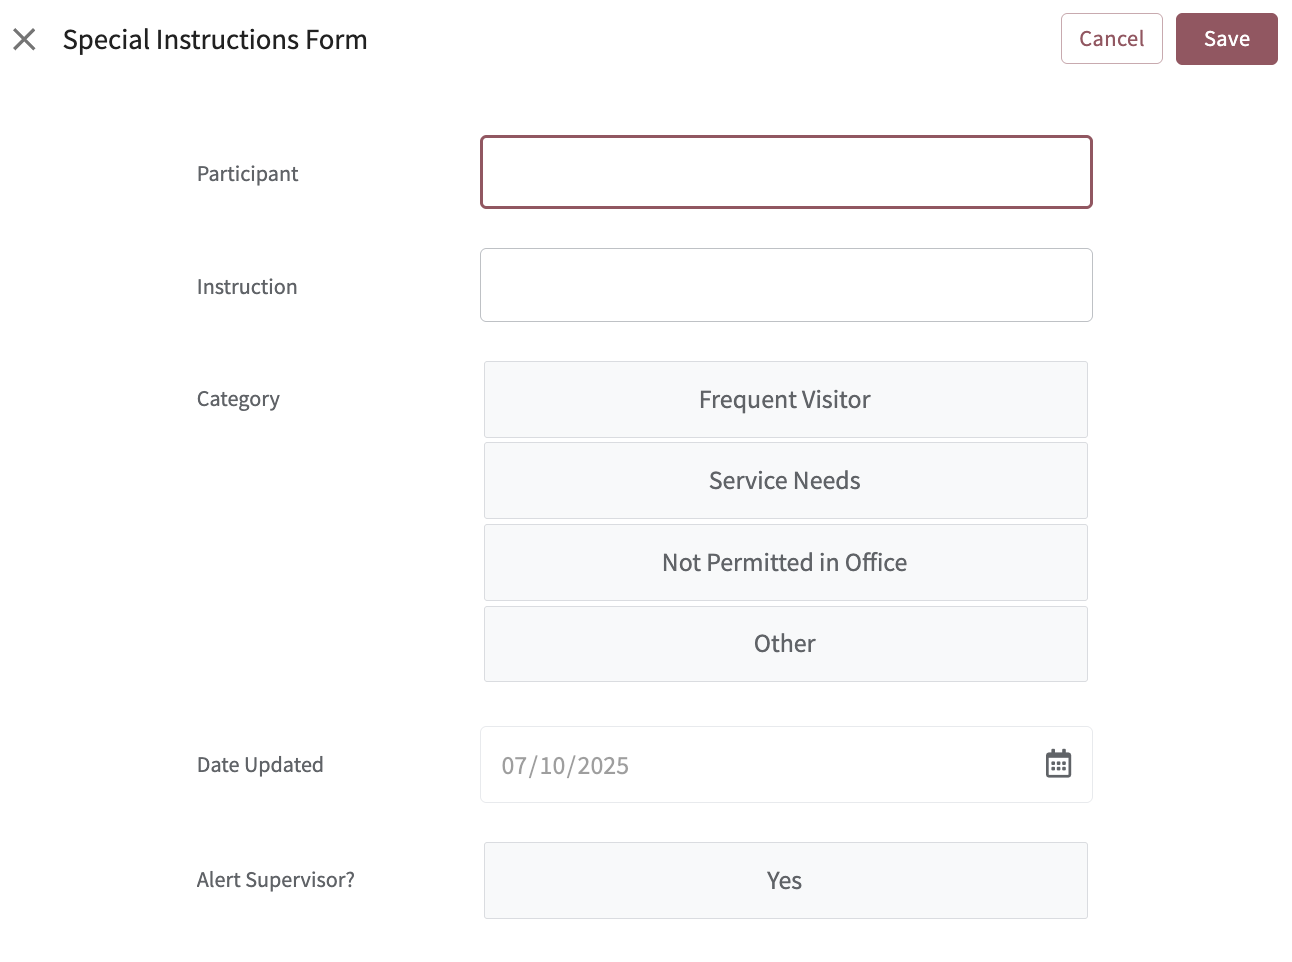 Special Instructions Form
Cancel
Save
Participant
Instruction
Category
Frequent Visitor
Service Needs
Not Permitted in Office
Other
Date Updated
07/10/2025
Alert Supervisor?
Yes